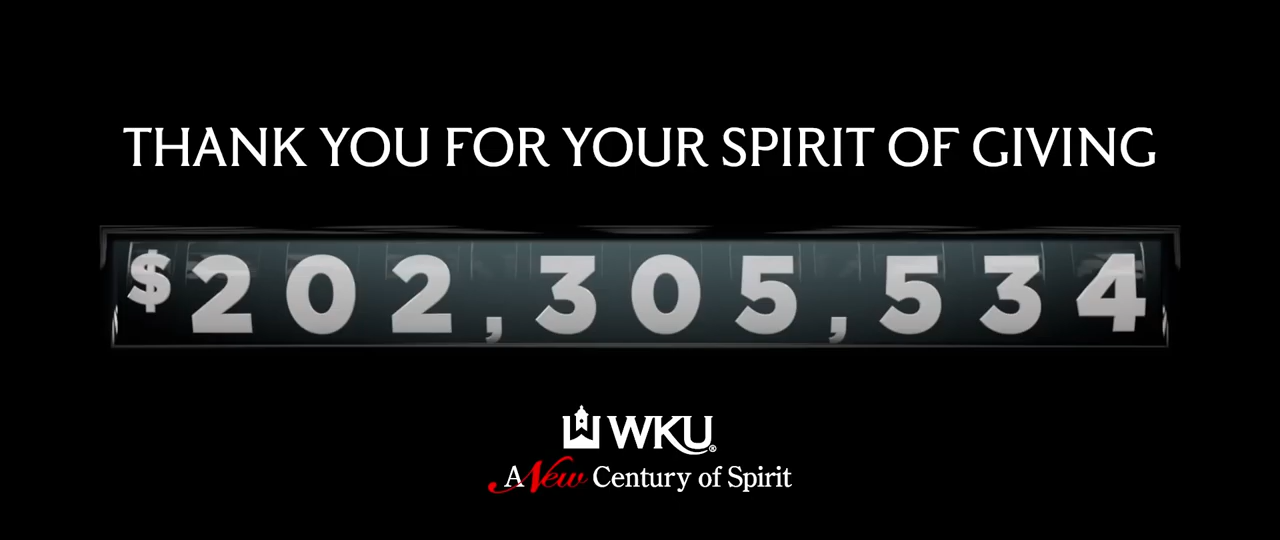 THANK YOU FOR YOUR SPIRIT OF GIVING
$202,305,534
WKU®
A New Century of Spirit